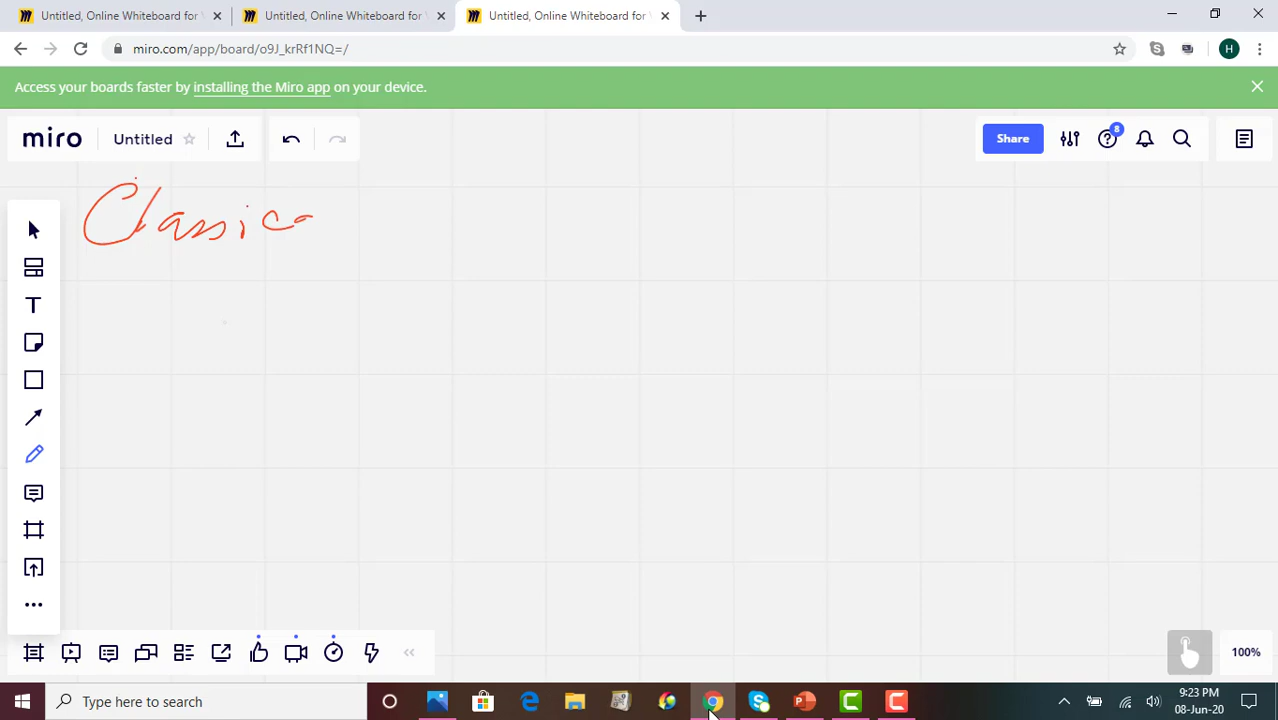 Untitled, Online Whiteboard for Untitled, Online Whiteboard for Untitled, Online Whiteboard for
miro.com/app/board/o9J_krRf1NQ=/ H
Access your boards faster by installing the Miro app on your device.
miro Untitled Share 8
Classica
T
100%
Type here to search
9:23 PM
08-Jun-20